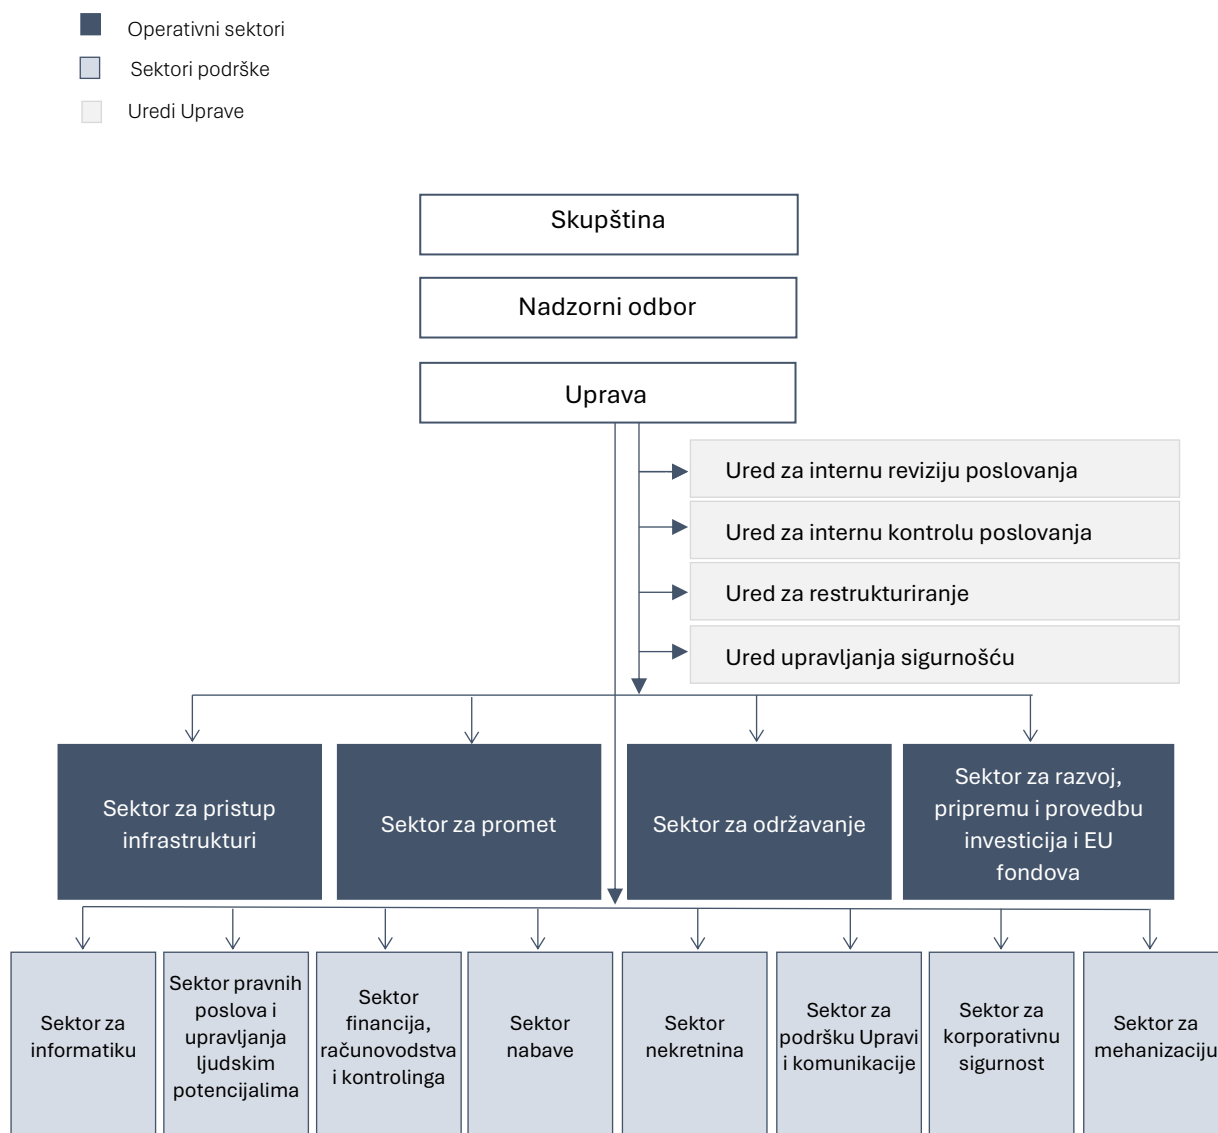 Operativni sektori
Sektori podrške
Uredi Uprave
Skupština
Nadzorni odbor
Uprava
Ured za internu reviziju poslovanja
Ured za internu kontrolu poslovanja
Ured za restrukturiranje
Ured upravljanja sigurnošću
Sektor za pristup
infrastrukturi
Sektor za promet
Sektor za održavanje
Sektor za razvoj,
pripremu i provedbu
investicija i EU
fondova
Sektor za
informatiku
Sektor pravnih
poslova i
upravljanja
ljudskim
potencijalima
Sektor
financija,
računovodstva
i kontrolinga
Sektor
nabave
Sektor
nekretnina
Sektor za
podršku Upravi
i komunikacije
Sektor za
korporativnu
sigurnost
Sektor za
mehanizaciju